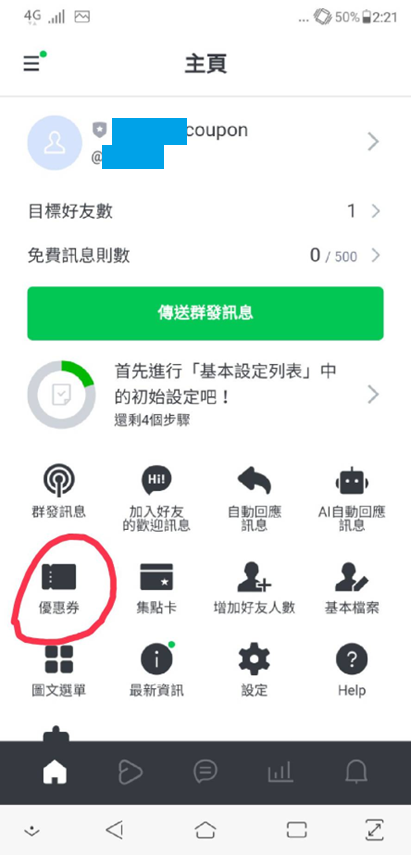 4G
... 50% 2:21
主頁
coupon
@
目標好友數 1
免費訊息則數 0 / 500
傳送群發訊息
首先進行「基本設定列表」中
的初始設定吧！
還剩4個步驟
Hi!
群發訊息
加入好友
的歡迎訊息
自動回應
訊息
AI自動回應
訊息
優惠券
集點卡
增加好友人數
基本檔案
圖文選單
最新資訊
設定
Help